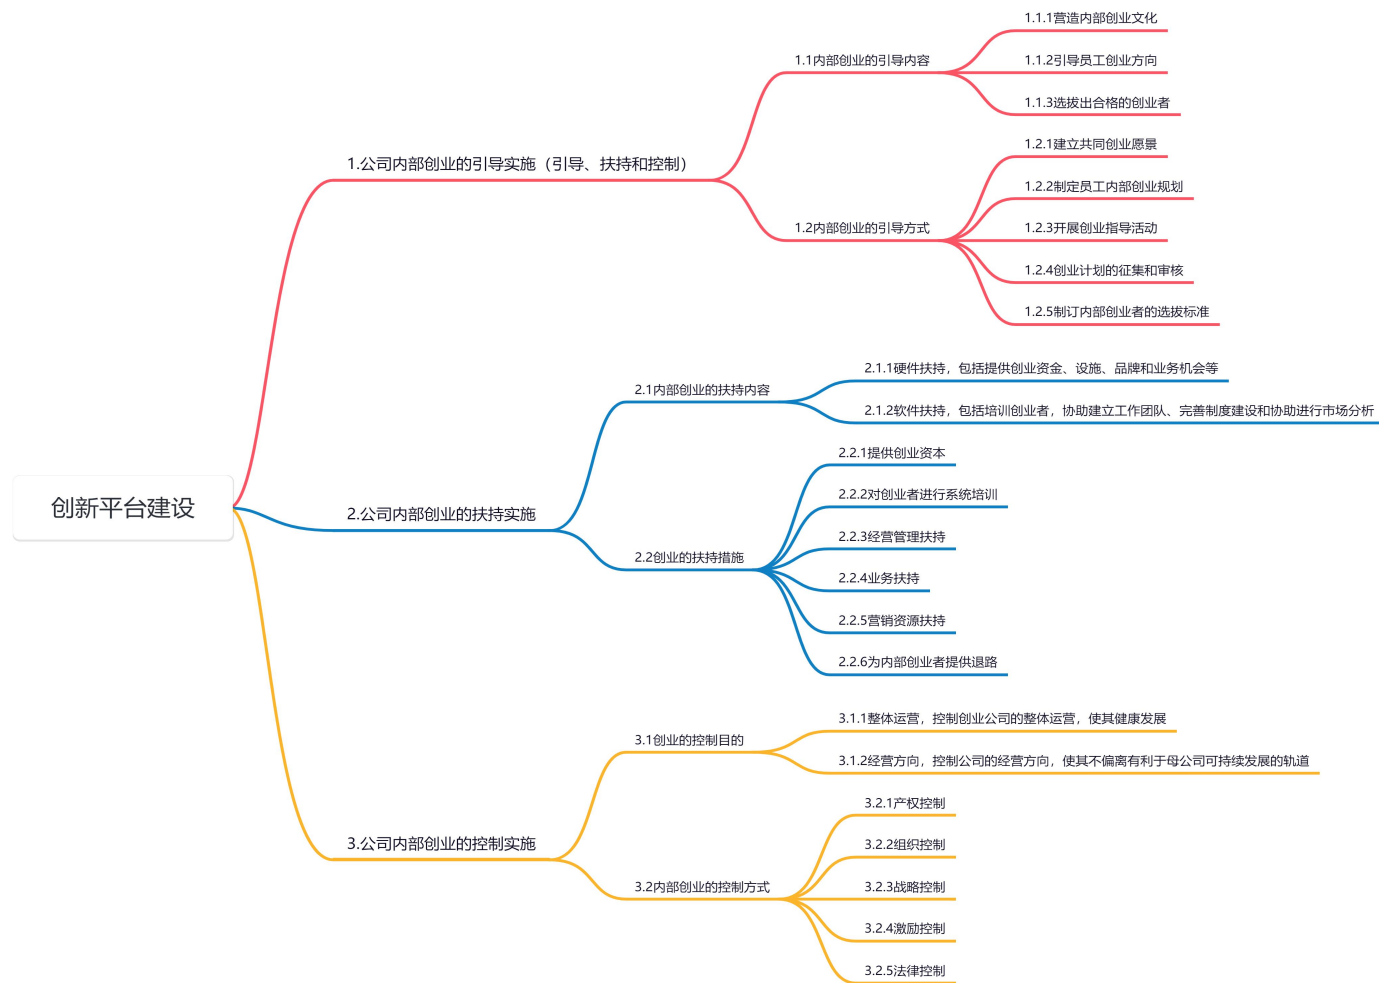 创新平台建设
1.公司内部创业的引导实施（引导、扶持和控制）
1.1内部创业的引导内容
1.1.1营造内部创业文化
1.1.2引导员工创业方向
1.1.3选拔出合格的创业者
1.2内部创业的引导方式
1.2.1建立共同创业愿景
1.2.2制定员工内部创业规划
1.2.3开展创业指导活动
1.2.4创业计划的征集和审核
1.2.5制订内部创业者的选拔标准
2.公司内部创业的扶持实施
2.1内部创业的扶持内容
2.1.1硬件扶持，包括提供创业资金、设施、品牌和业务机会等
2.1.2软件扶持，包括培训创业者，协助建立工作团队、完善制度建设和协助进行市场分析
2.2创业的扶持措施
2.2.1提供创业资本
2.2.2对创业者进行系统培训
2.2.3经营管理扶持
2.2.4业务扶持
2.2.5营销资源扶持
2.2.6为内部创业者提供退路
3.公司内部创业的控制实施
3.1创业的控制目的
3.1.1整体运营，控制创业公司的整体运营，使其健康发展
3.1.2经营方向，控制公司的经营方向，使其不偏离有利于母公司可持续发展的轨道
3.2内部创业的控制方式
3.2.1产权控制
3.2.2组织控制
3.2.3战略控制
3.2.4激励控制
3.2.5法律控制